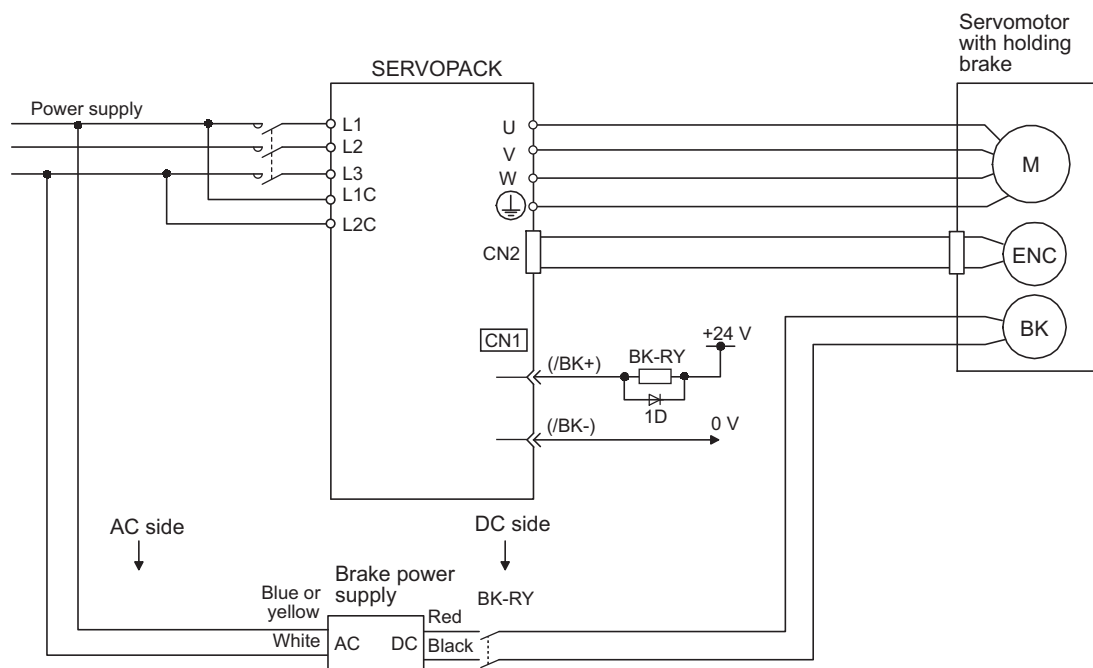 Servomotor
with holding
brake
SERVOPACK
Power supply
L1
L2
L3
L1C
L2C
U
V
W
M
CN2
ENC
CN1
BK
+24 V
(/BK+)
BK-RY
1D
(/BK-)
0 V
AC side
DC side
Brake power
supply
BK-RY
Blue or
yellow
White
AC
DC
Red
Black